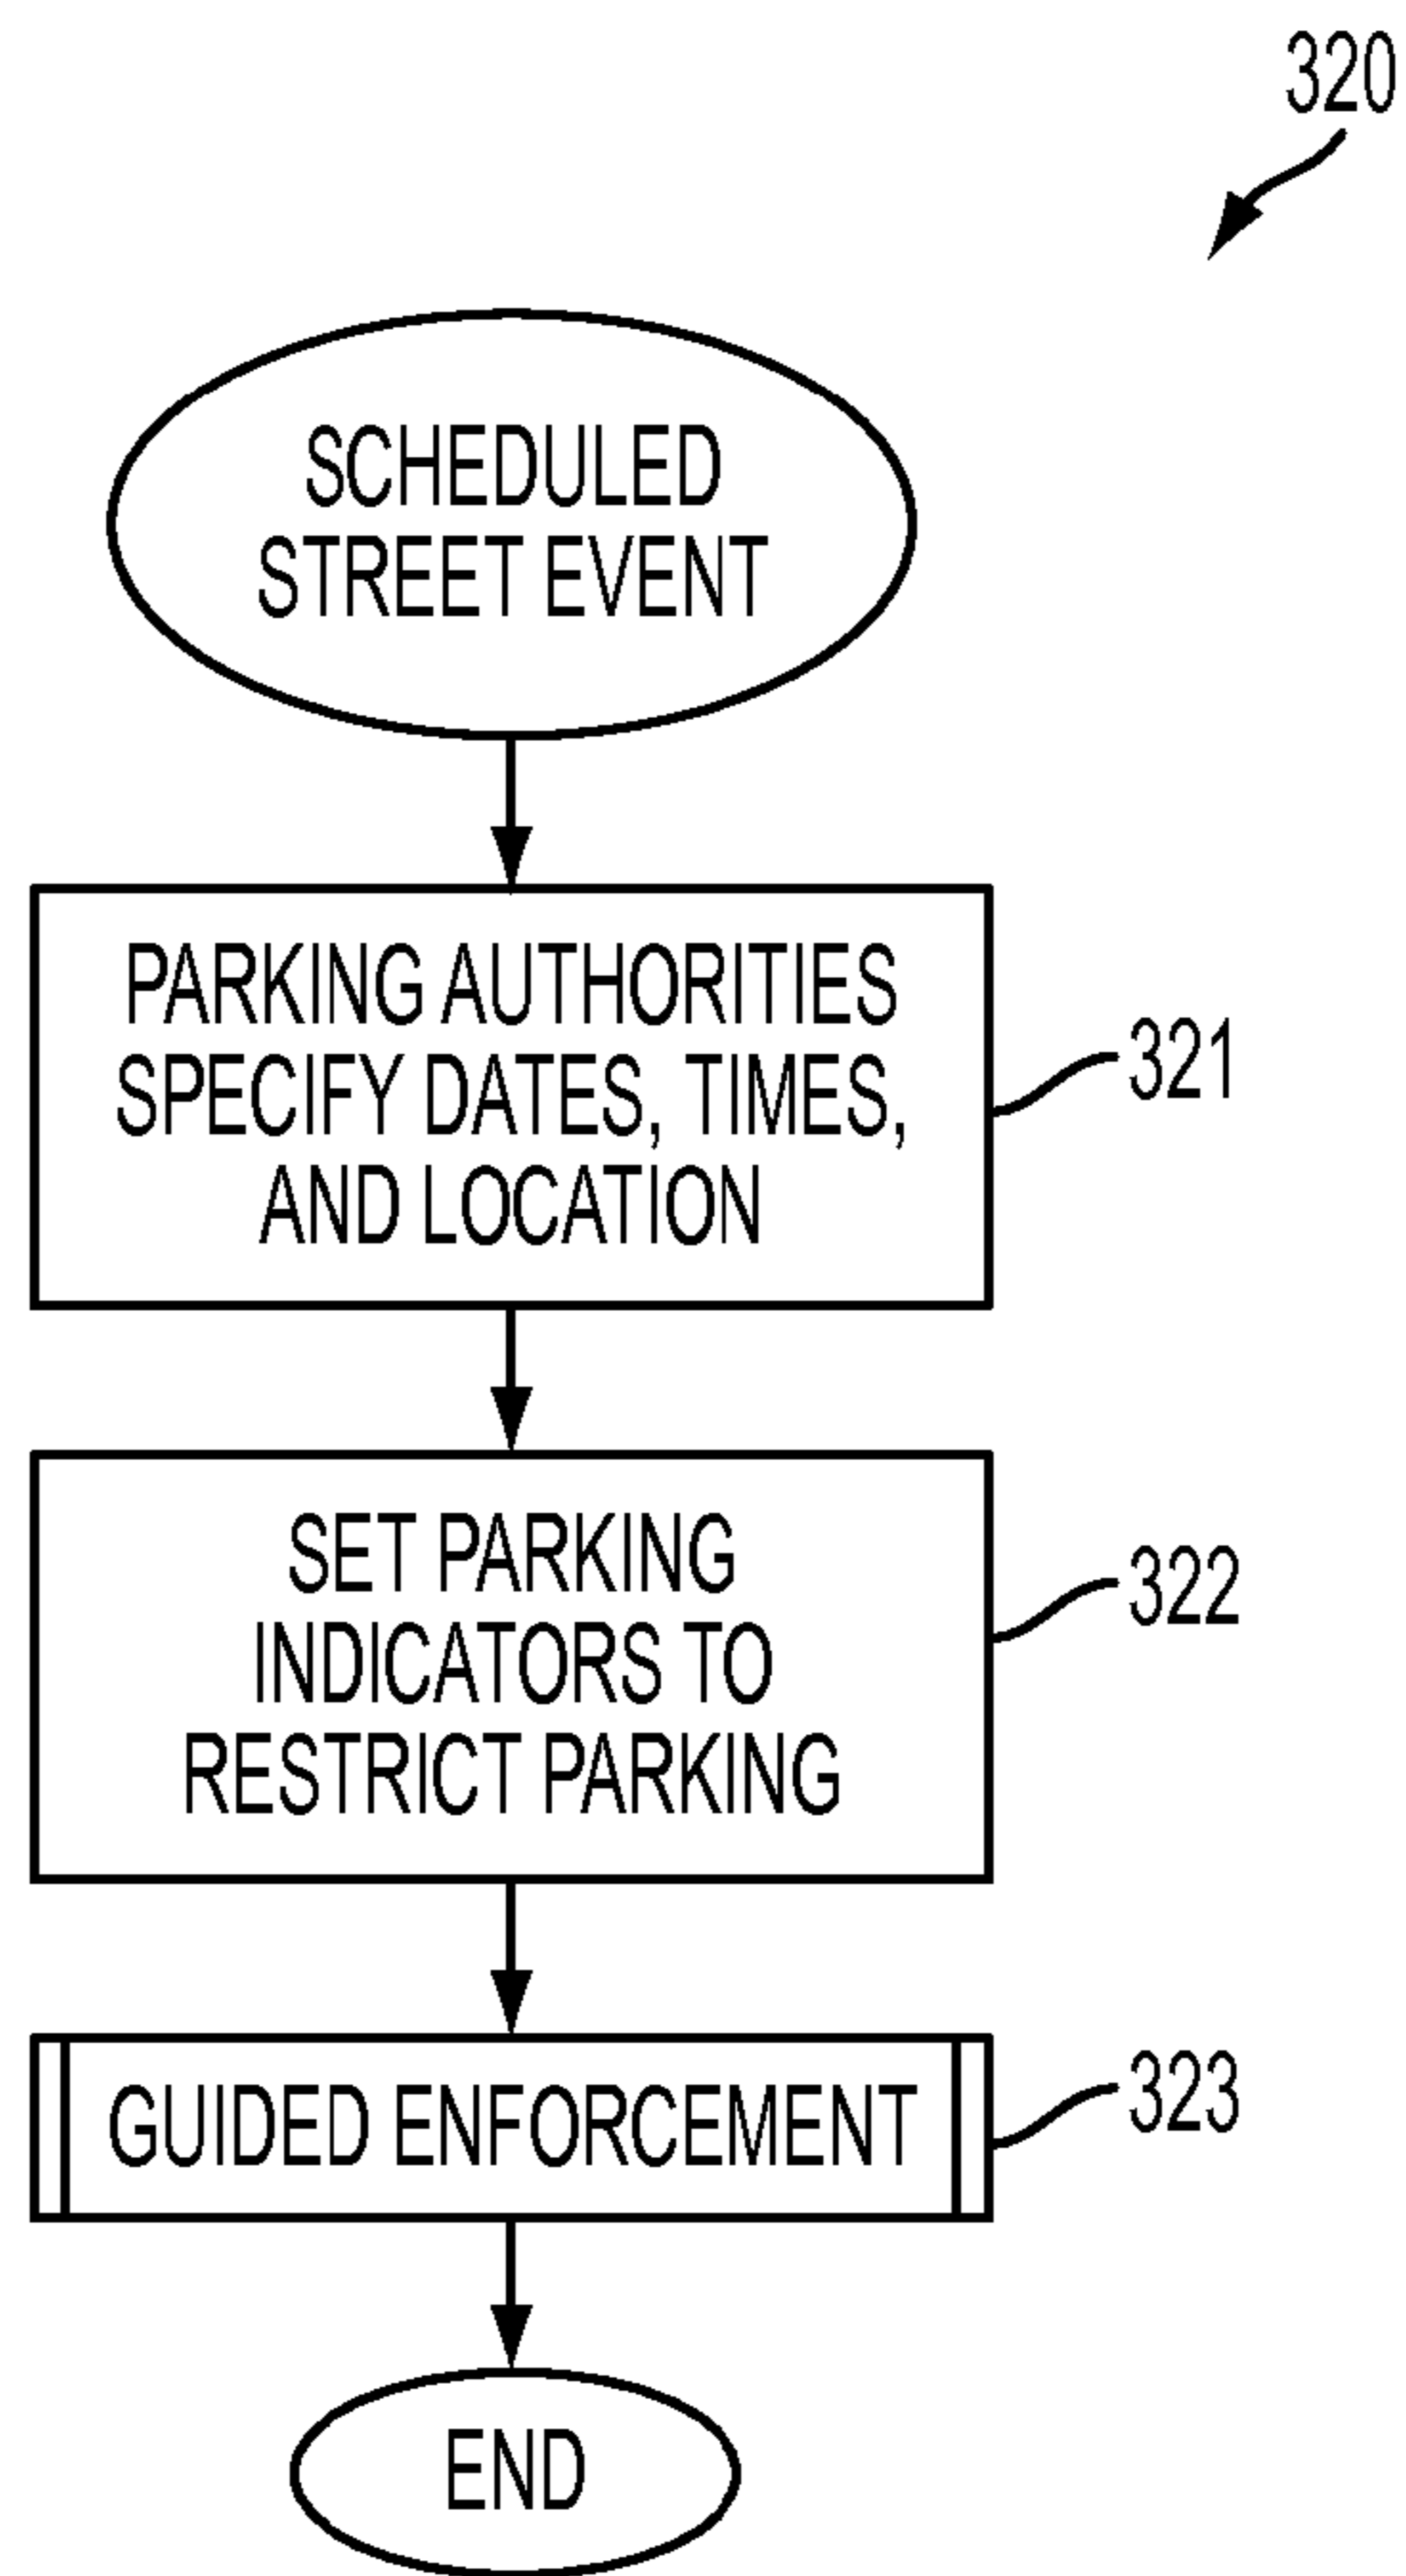 320
SCHEDULED
STREET EVENT
PARKING AUTHORITIES
SPECIFY DATES, TIMES,
AND LOCATION
321
SET PARKING
INDICATORS TO
RESTRICT PARKING
322
GUIDED ENFORCEMENT
323
END